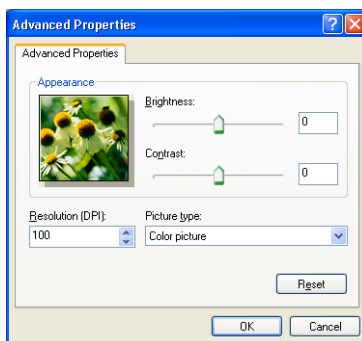 Advanced Properties
Advanced Properties
Appearance
Brightness:
0
Contrast:
0
Resolution (DPI):
100
Picture type:
Color picture
Reset
OK
Cancel